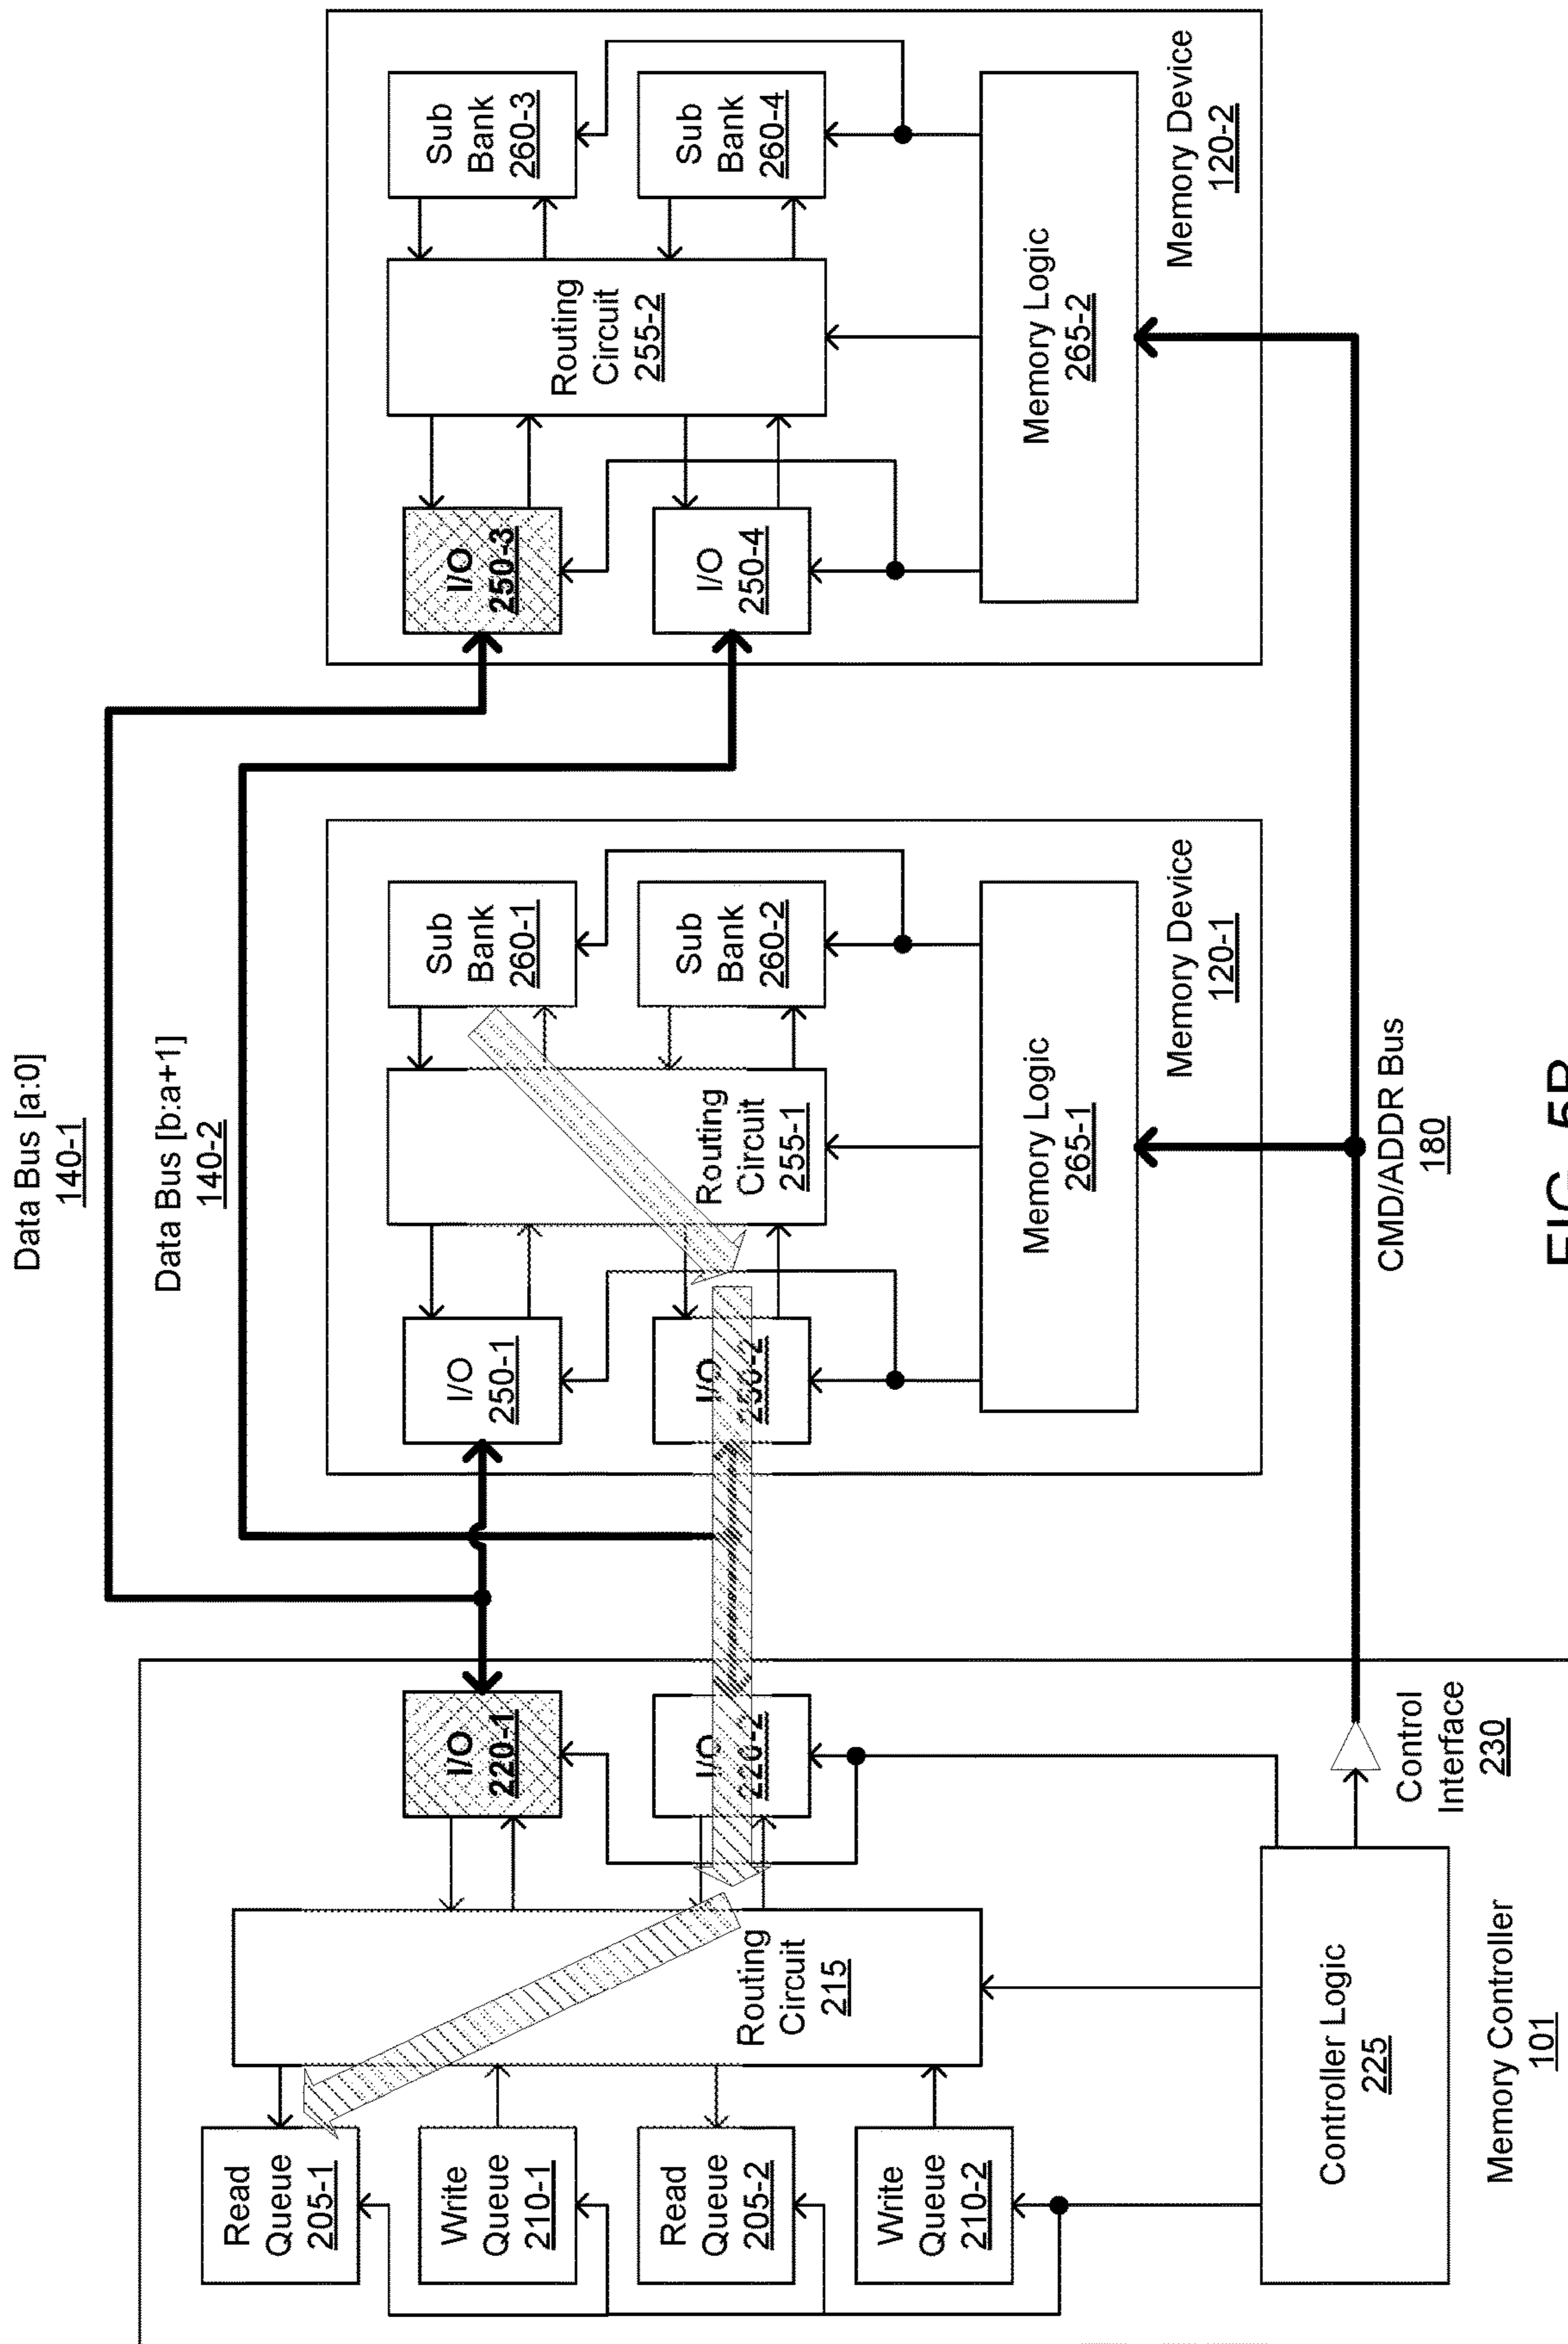 Data Bus [a:0]
140-1
Data Bus [b:a+1]
140-2
Read
Queue
205-1
Write
Queue
210-1
Read
Queue
205-2
Write
Queue
210-2
Routing
Circuit
215
I/O
220-1
I/O
Controller Logic
225
Control
Interface
230
Memory Controller
101
I/O
250-1
I/O
Routing
Circuit
255-1
Sub
Bank
260-1
Sub
Bank
260-2
Memory Logic
265-1
Memory Device
120-1
CMD/ADDR Bus
180
I/O
250-3
I/O
250-4
Routing
Circuit
255-2
Sub
Bank
260-3
Sub
Bank
260-4
Memory Logic
265-2
Memory Device
120-2
FIG. 5B